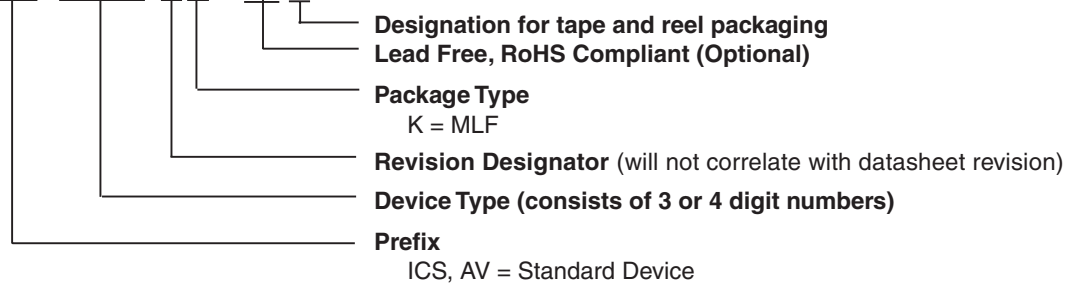 Designation for tape and reel packaging
Lead Free, RoHS Compliant (Optional)
Package Type
K = MLF
Revision Designator (will not correlate with datasheet revision)
Device Type (consists of 3 or 4 digit numbers)
Prefix
ICS, AV = Standard Device